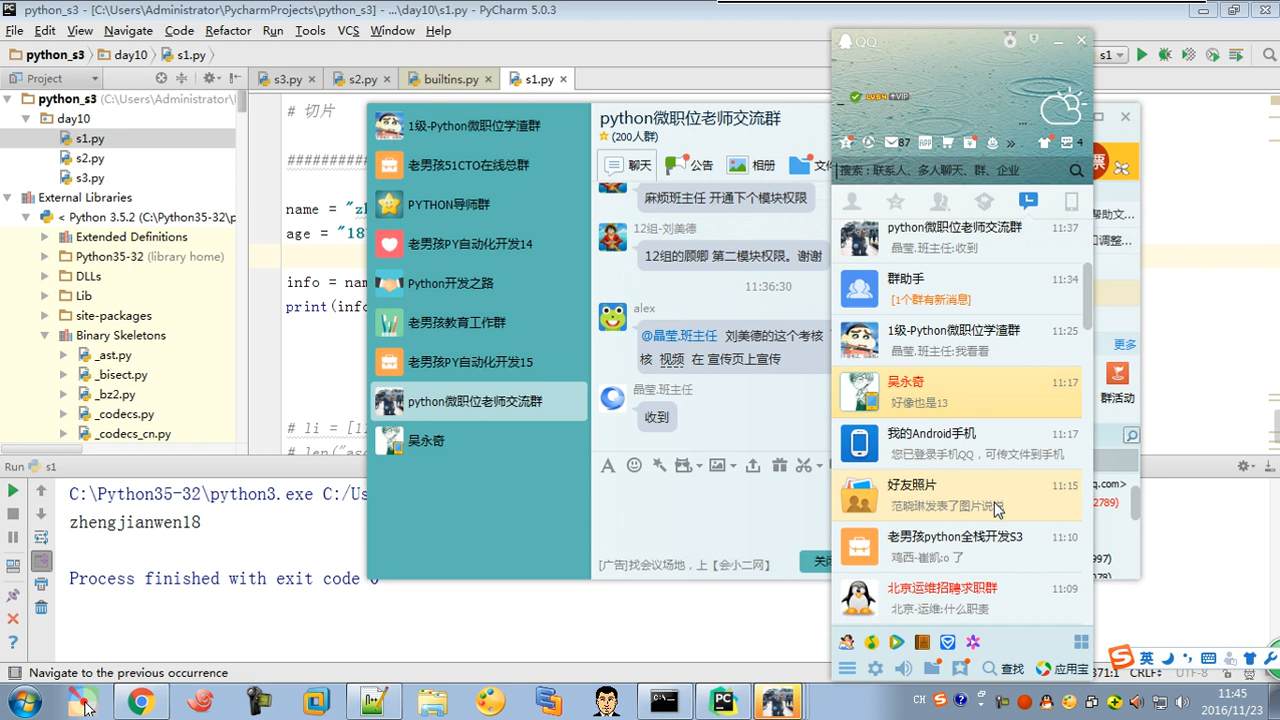 python_s3 - [C:\Users\Administrator\PycharmProjects\python_s3] - ...\day10\s1.py - PyCharm 5.0.3
File Edit View Navigate Code Refactor Run Tools VCS Window Help
python_s3 day10 s1.py
s1
Project
s3.py s2.py builtins.py s1.py
python_s3 (C:\Users\Administrator\
day10
s1.py
s2.py
s3.py
External Libraries
< Python 3.5.2 (C:\Python35-32\p
Extended Definitions
Python35-32 (library home)
DLLs
Lib
site-packages
Binary Skeletons
_ast.py
_bisect.py
_bz2.py
_codecs.py
_codecs_cn.py
# 切片
##########
name = "z
age = "18
info = nam
print(info
# li = [1
# len("as
Run s1
C:\Python35-32\python3.exe C:/Us
zhengjianwen18
Process finished with exit code 0
Navigate to the previous occurrence
371:1 CRLF÷ UTF-8
1级-Python微职位学渣群
老男孩51CTO在线总群
PYTHON导师群
老男孩PY自动化开发14
Python开发之路
老男孩教育工作群
老男孩PY自动化开发15
python微职位老师交流群
吴永奇
python微职位老师交流群
(200人群)
聊天 公告 相册 文件
麻烦班主任 开通下个模块权限
12组-刘美德
12组的顾卿 第二模块权限。谢谢
11:36:30
alex
@晶莹.班主任 刘美德的这个考核
核 视频 在 宣传页上宣传
晶莹.班主任
收到
[广告]找会议场地，上【会小二网】
关闭
QQ
87
4
搜索：联系人、多人聊天、群、企业
python微职位老师交流群 11:37
晶莹.班主任:收到
群助手 11:34
[1个群有新消息]
1级-Python微职位学渣群 11:25
晶莹.班主任:我看看
吴永奇 11:17
好像也是13
我的Android手机 11:17
您已登录手机QQ，可传文件到手机
好友照片 11:15
范晓琳发表了图片说说
老男孩python全栈开发S3 11:10
鸡西-崔凯:o 了
北京运维招聘求职群 11:09
北京-运维:什么职责
查找 应用宝
票
帮助文...
和调整...
更多
群活动
q.com>
2789)
997)
英
CH
11:45
2016/11/23